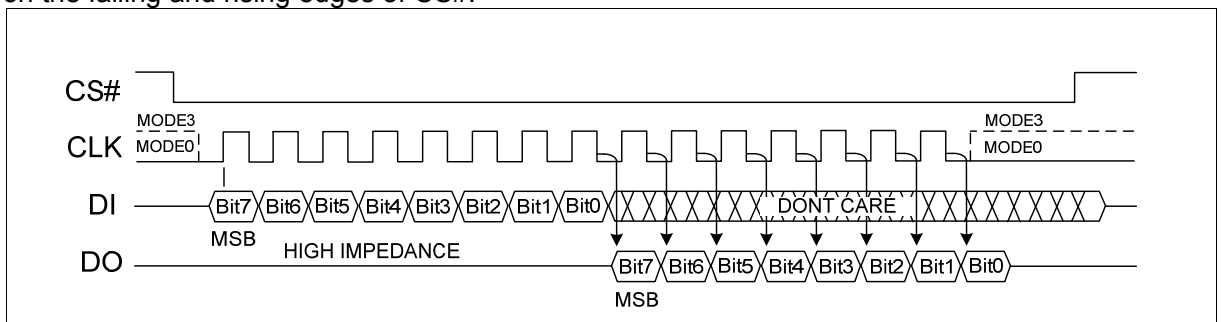 on the falling and rising edges of CS#.
CS#
MODE3
MODE3
CLK
MODE0
MODE0
DI
Bit7
Bit6
Bit5
Bit4
Bit3
Bit2
Bit1
Bit0
DONT CARE
MSB
HIGH IMPEDANCE
DO
Bit7
Bit6
Bit5
Bit4
Bit3
Bit2
Bit1
Bit0
MSB